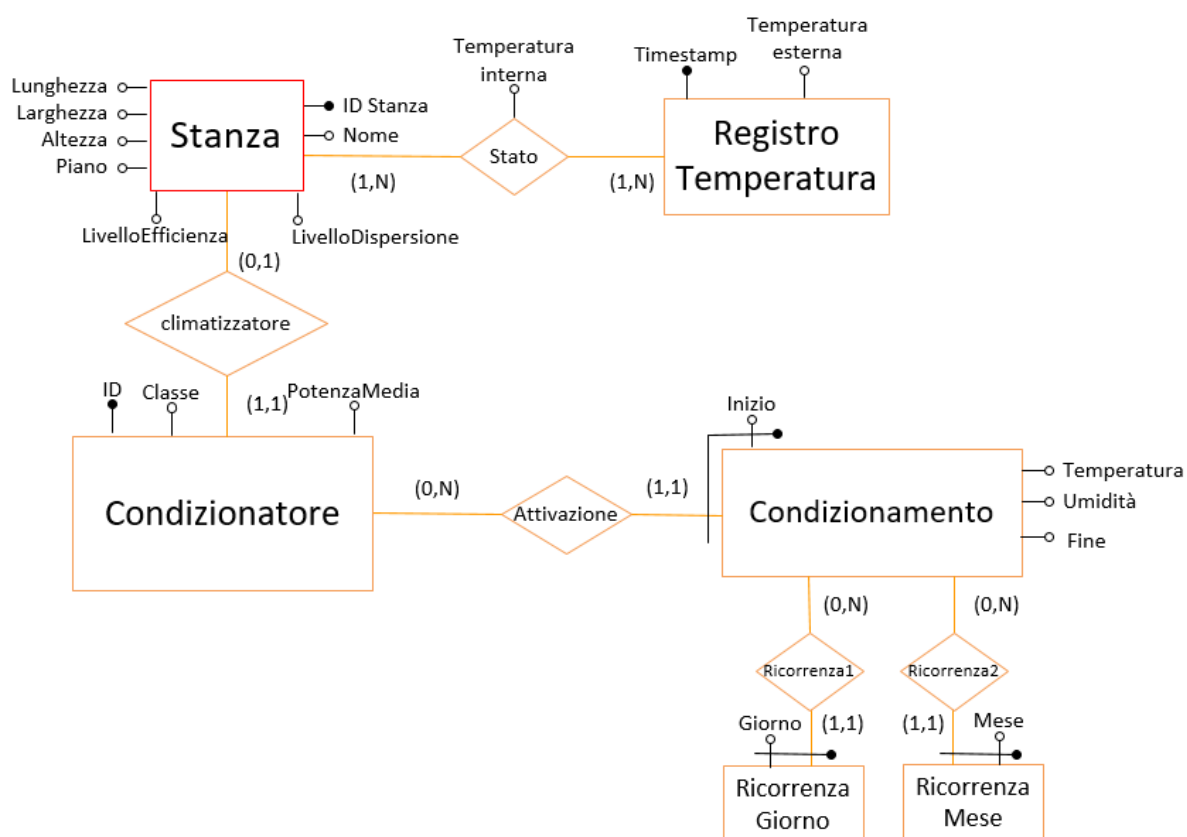 Temperatura
interna
Temperatura
esterna
Timestamp
Lunghezza
Larghezza
Altezza
Piano
Stanza
ID Stanza
Nome
Stato
Registro
Temperatura
(1,N)
(1,N)
LivelloEfficienza
LivelloDispersione
(0,1)
climatizzatore
ID
Classe
PotenzaMedia
(1,1)
Inizio
Condizionatore
(0,N)
Attivazione
(1,1)
Condizionamento
Temperatura
Umidità
Fine
(0,N)
(0,N)
Ricorrenza1
Ricorrenza2
Giorno
(1,1)
(1,1)
Mese
Ricorrenza
Giorno
Ricorrenza
Mese